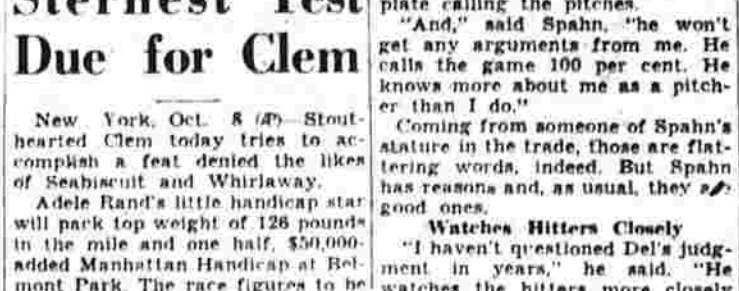 Sternest Test
Due for Clem
New York, Oct. 8 (AP) Stout-
hearted Clem today tries to ac-
complish a feat denied the likes
of Seabiscuit and Whirlaway.
Adele Rand's little handicap star
will park top weight of 126 pounds
in the mile and one half, $50,000-
added Manhattan Handicap at Bel-
mont Park. The race figures to be
plate calling the pitches.
"And," said Spahn, "he won't
get any arguments from me. He
calls the game 100 per cent. He
knows more about me as a pitch-
er than I do."
Coming from someone of Spahn's
stature in the trade, those are flat-
tering words, indeed. But Spahn
has reasons and, as usual, they
good ones.
Watches Hitters Closely
"I haven't questioned Del's judg-
ment in years," he said. "He
watches the hitters more closely